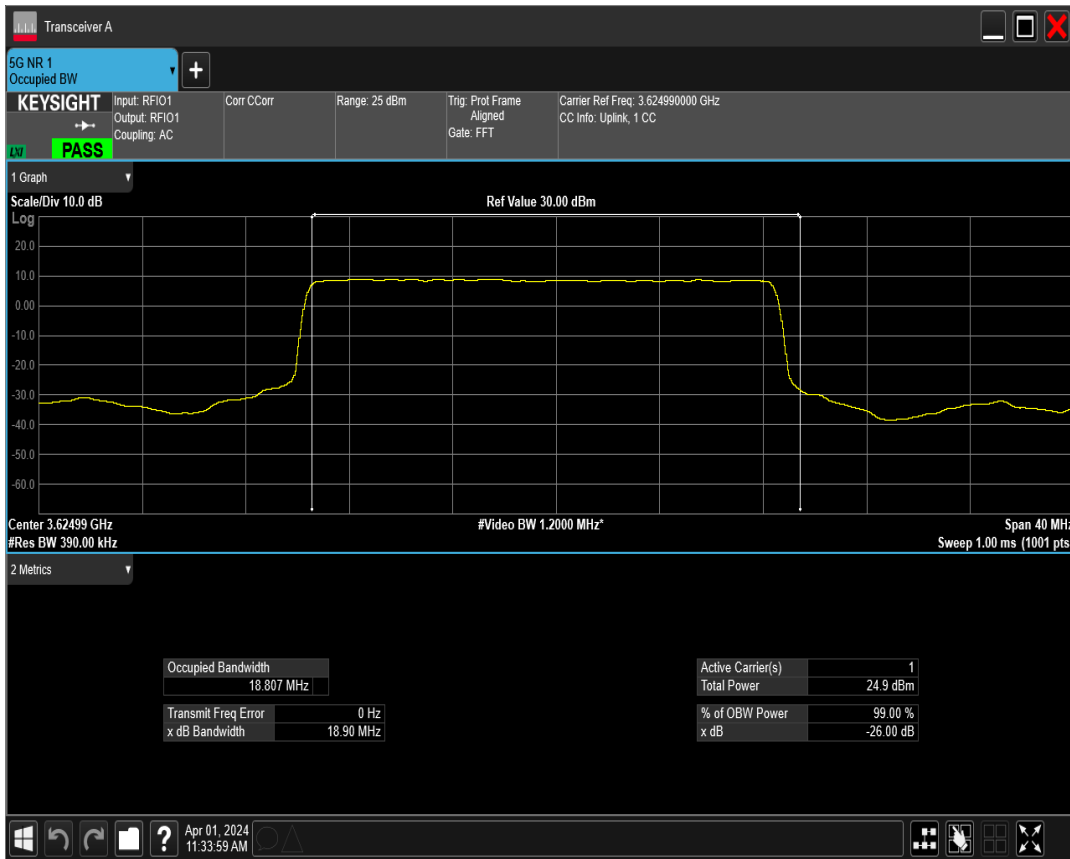 Transceiver A
5G NR 1
Occupied BW
KEYSIGHT
LXI
PASS
Input: RFIO1
Output: RFIO1
Coupling: AC
Corr CCorr
Range: 25 dBm
Trig: Prot Frame
Aligned
Gate: FFT
Carrier Ref Freq: 3.624990000 GHz
CC Info: Uplink, 1 CC
1 Graph
Scale/Div 10.0 dB
Ref Value 30.00 dBm
Log
20.0
10.0
0.00
-10.0
-20.0
-30.0
-40.0
-50.0
-60.0
Center 3.62499 GHz
#Video BW 1.2000 MHz*
Span 40 MHz
#Res BW 390.00 kHz
Sweep 1.00 ms (1001 pts
2 Metrics
Occupied Bandwidth
18.807 MHz
Transmit Freq Error 0 Hz
x dB Bandwidth 18.90 MHz
Active Carrier(s) 1
Total Power 24.9 dBm
% of OBW Power 99.00 %
x dB -26.00 dB
?
Apr 01, 2024
11:33:59 AM